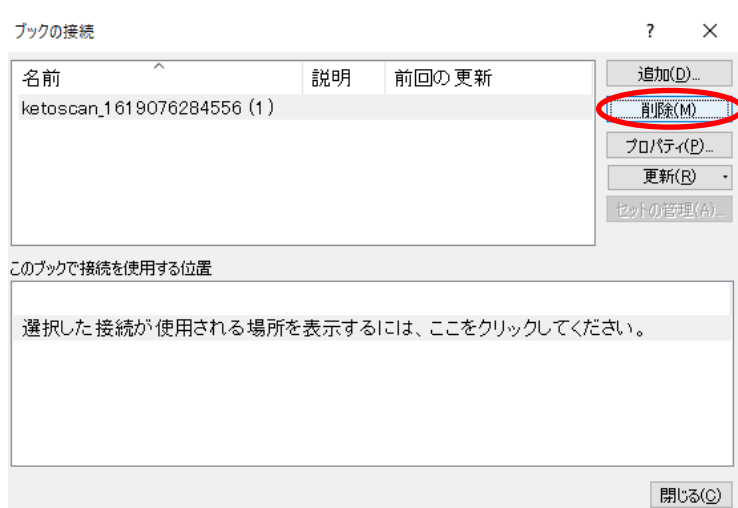 ブックの接続
?
×
名前 説明 前回の更新
ketoscan_1619076284556 (1)
追加(D)...
削除(M)
プロパティ(P)...
更新(R)
セットの管理(A)...
このブックで接続を使用する位置
選択した接続が使用される場所を表示するには、ここをクリックしてください。
閉じる(C)